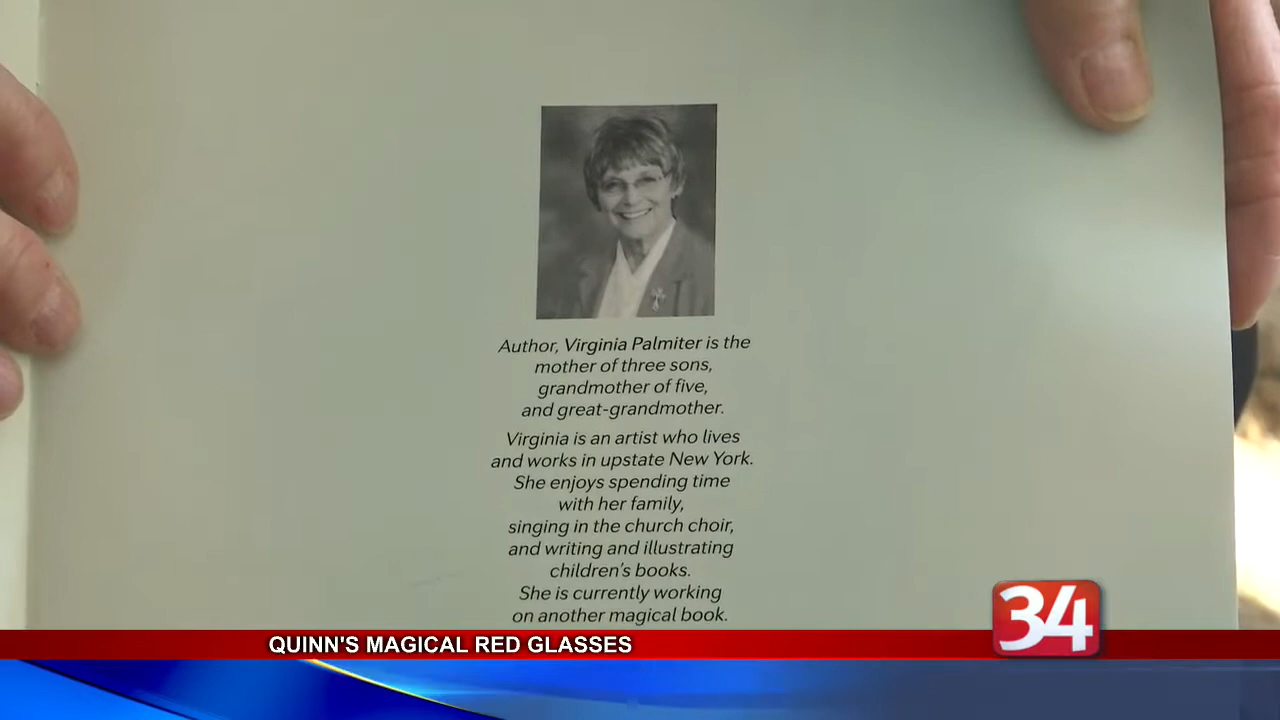 Author, Virginia Palmiter is the
mother of three sons,
grandmother of five,
and great-grandmother.
Virginia is an artist who lives
and works in upstate New York.
She enjoys spending time
with her family,
singing in the church choir,
and writing and illustrating
children's books.
She is currently working
on another magical book.
34
QUINN'S MAGICAL RED GLASSES